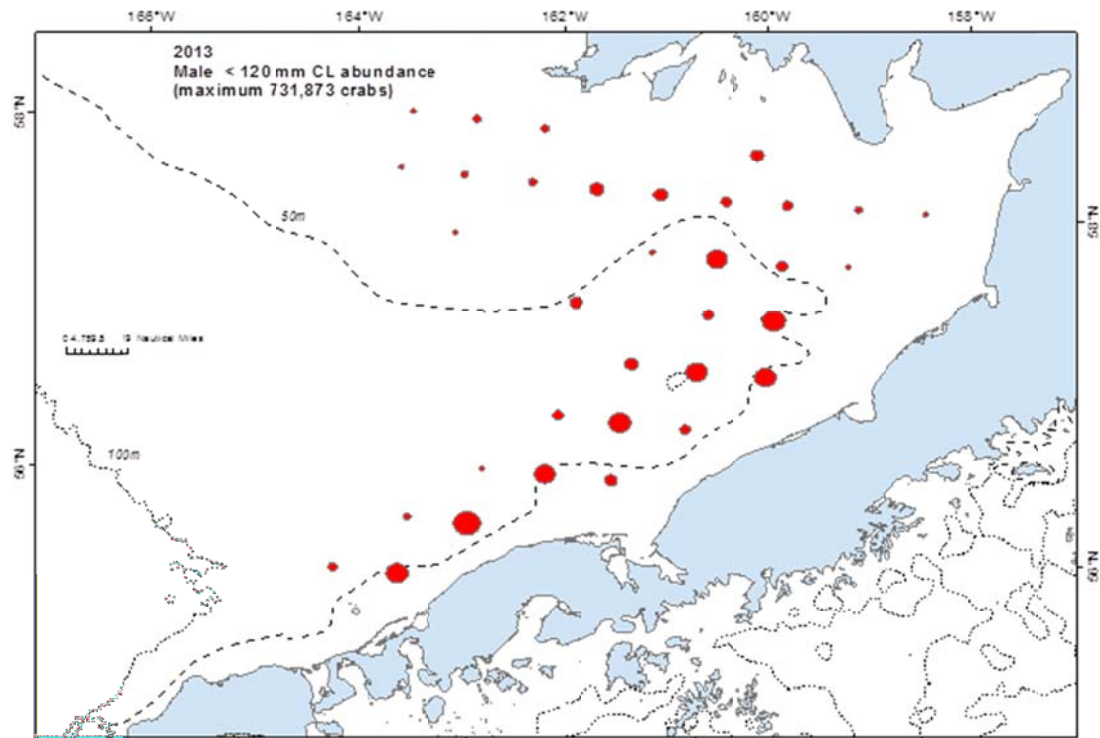 166°W 164°W 162°W 160°W 158°W
2013
Male < 120 mm CL abundance
(maximum 731,873 crabs)
58°N
58°N
50m
19 Nautical Miles
100m
56°N
56°N